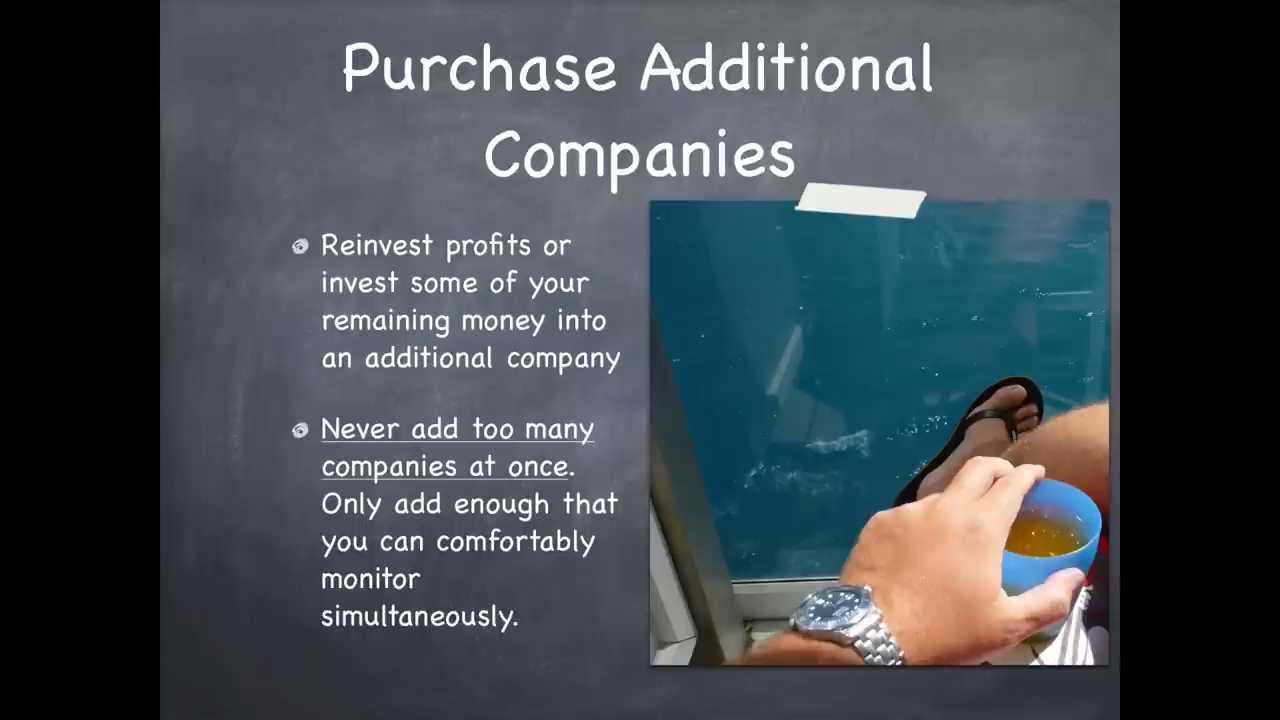 Purchase Additional
Companies
Reinvest profits or
invest some of your
remaining money into
an additional company
Never add too many
companies at once.
Only add enough that
you can comfortably
monitor
simultaneously.